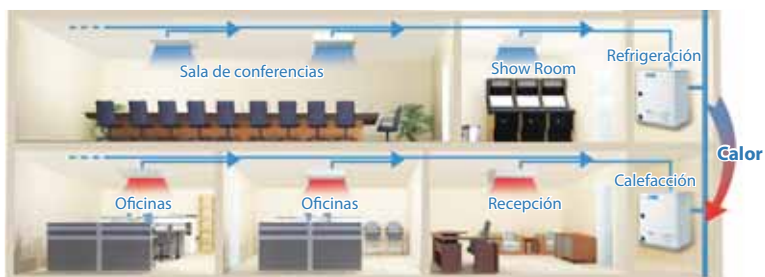 Refrigeración
Sala de conferencias
Show Room
Calor
Calefacción
Oficinas
Oficinas
Recepción